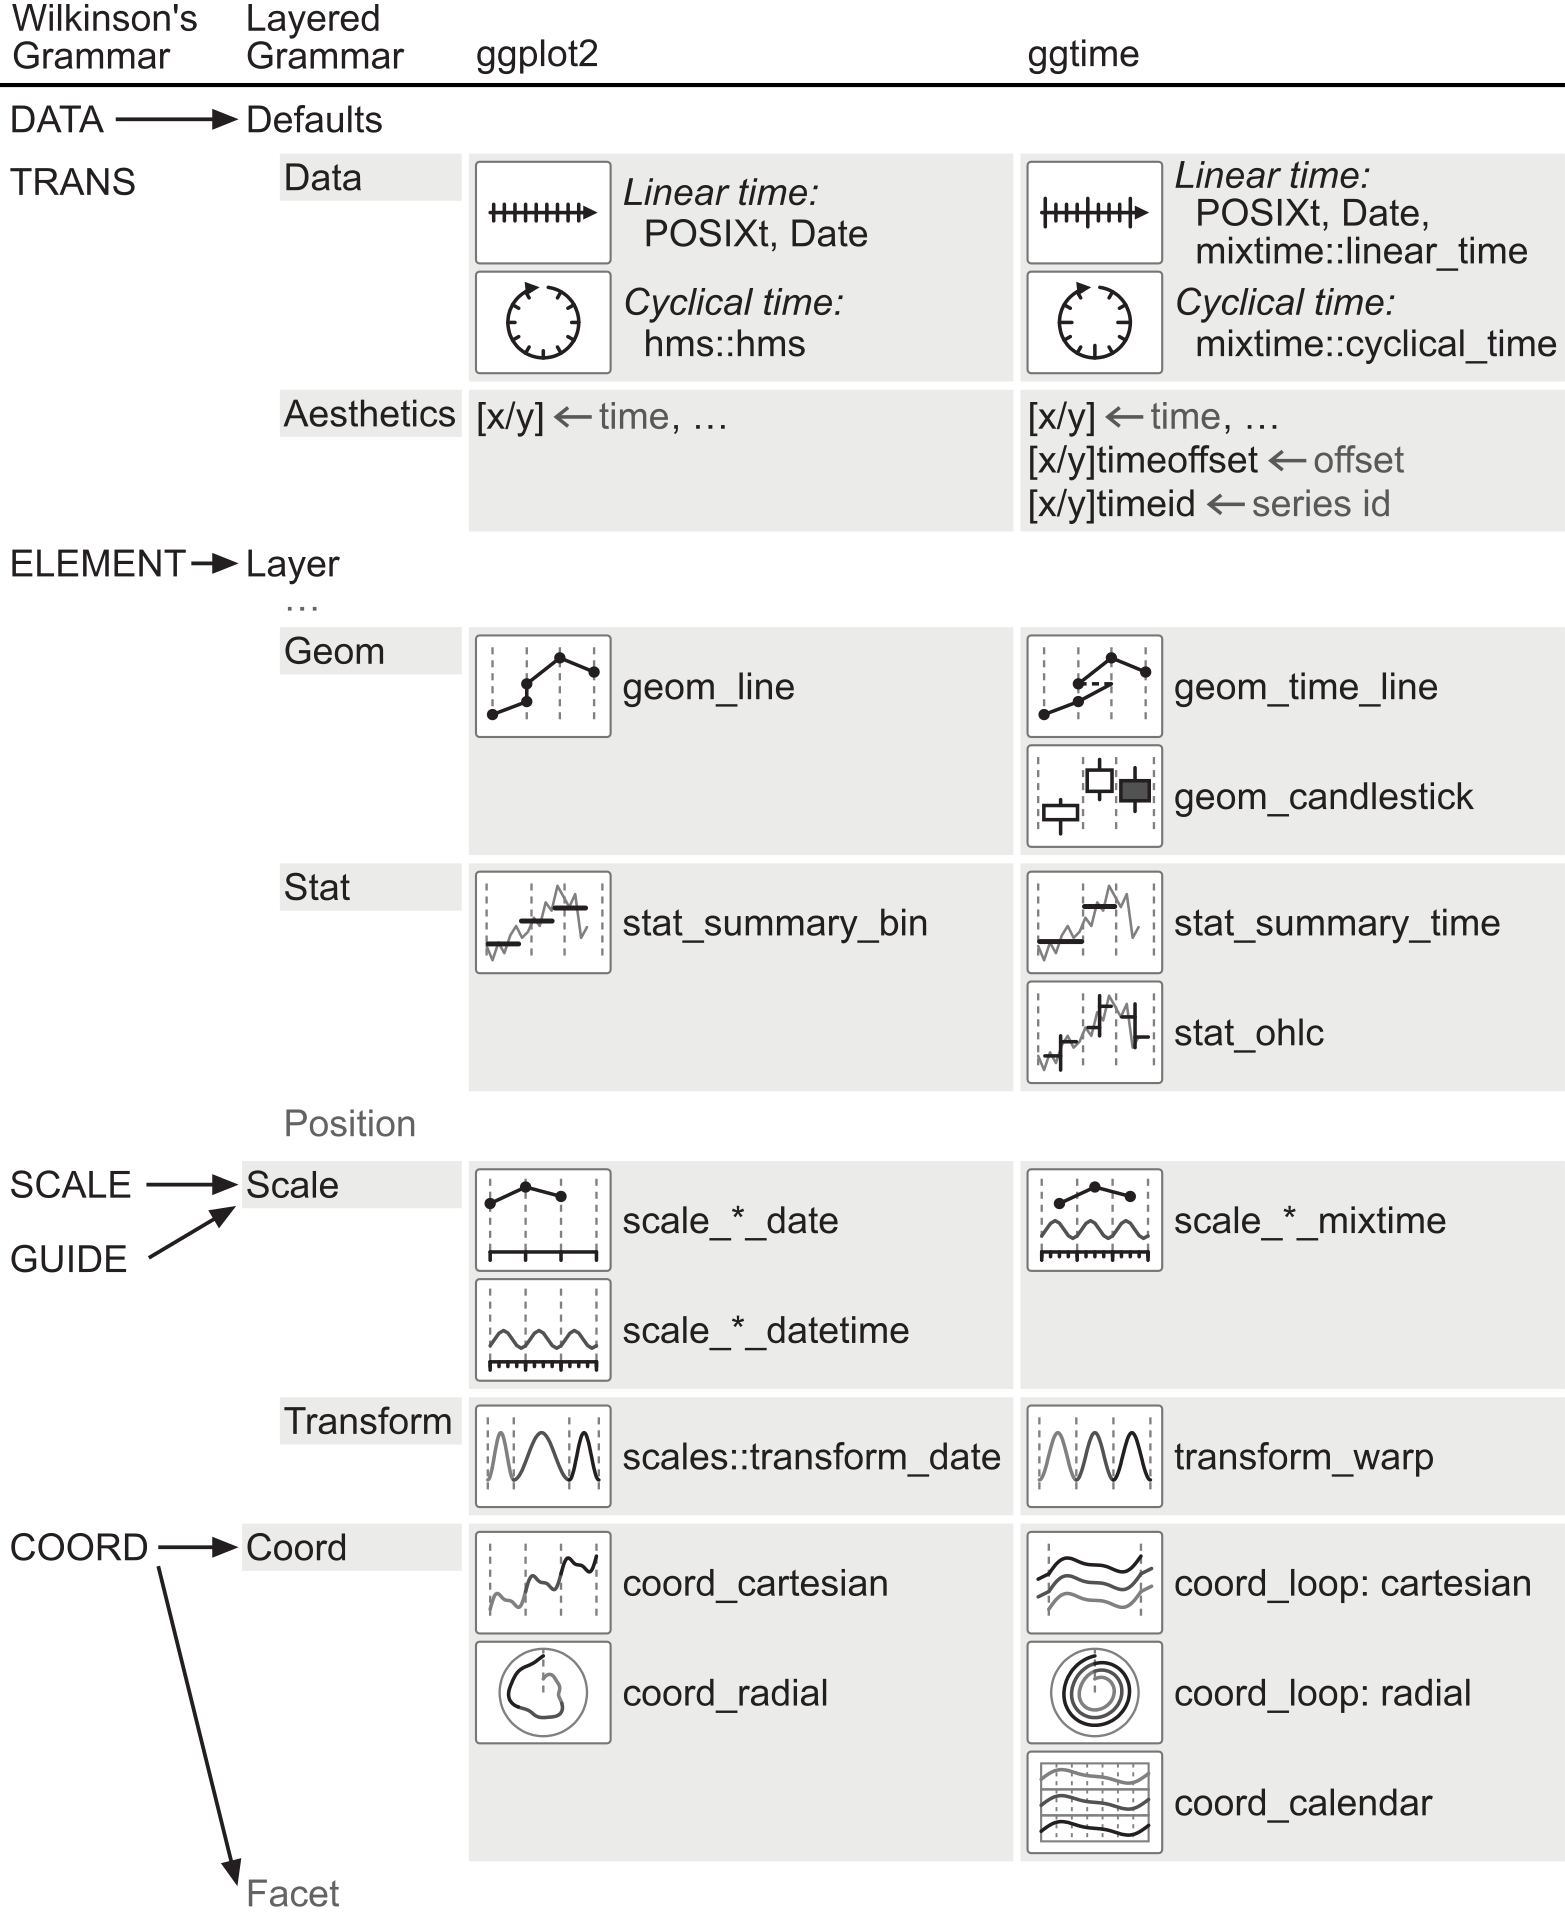 Wilkinson's Grammar
Layered Grammar
ggplot2
ggtime
DATA
Defaults
TRANS
Data
Linear time:
POSIXt, Date
Linear time:
POSIXt, Date,
mixtime::linear_time
Cyclical time:
hms::hms
Cyclical time:
mixtime::cyclical_time
Aesthetics
[x/y] ← time, …
[x/y] ← time, …
[x/y]timeoffset ← offset
[x/y]timeid ← series id
ELEMENT
Layer
…
Geom
geom_line
geom_time_line
geom_candlestick
Stat
stat_summary_bin
stat_summary_time
stat_ohlc
Position
SCALE
Scale
scale_*_date
scale_*_mixtime
GUIDE
scale_*_datetime
Transform
scales::transform_date
transform_warp
COORD
Coord
coord_cartesian
coord_loop: cartesian
coord_radial
coord_loop: radial
coord_calendar
Facet